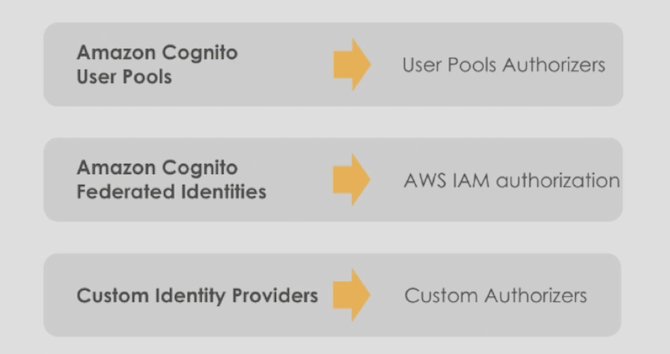 Amazon Cognito
User Pools
User Pools Authorizers
Amazon Cognito
Federated Identities
AWS IAM authorization
Custom Identity Providers
Custom Authorizers